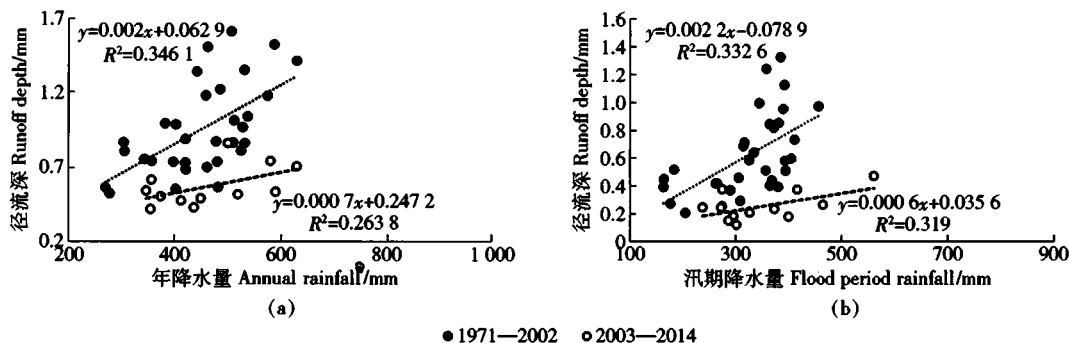 1.7
1.2
0.7
0.2
径流深 Runoff depth/mm
y=0.002x+0.062 9
R²=0.346 1
y=0.000 7x+0.247 2
R²=0.263 8
200
400
600
800
1 000
年降水量 Annual rainfall/mm
(a)
1.6
1.4
1.2
1.0
0.8
0.6
0.4
0.2
0
径流深 Runoff depth/mm
y=0.002 2x-0.078 9
R²=0.332 6
y=0.000 6x+0.035 6
R²=0.319
100
300
500
700
900
汛期降水量 Flood period rainfall/mm
(b)
1971—2002
2003—2014